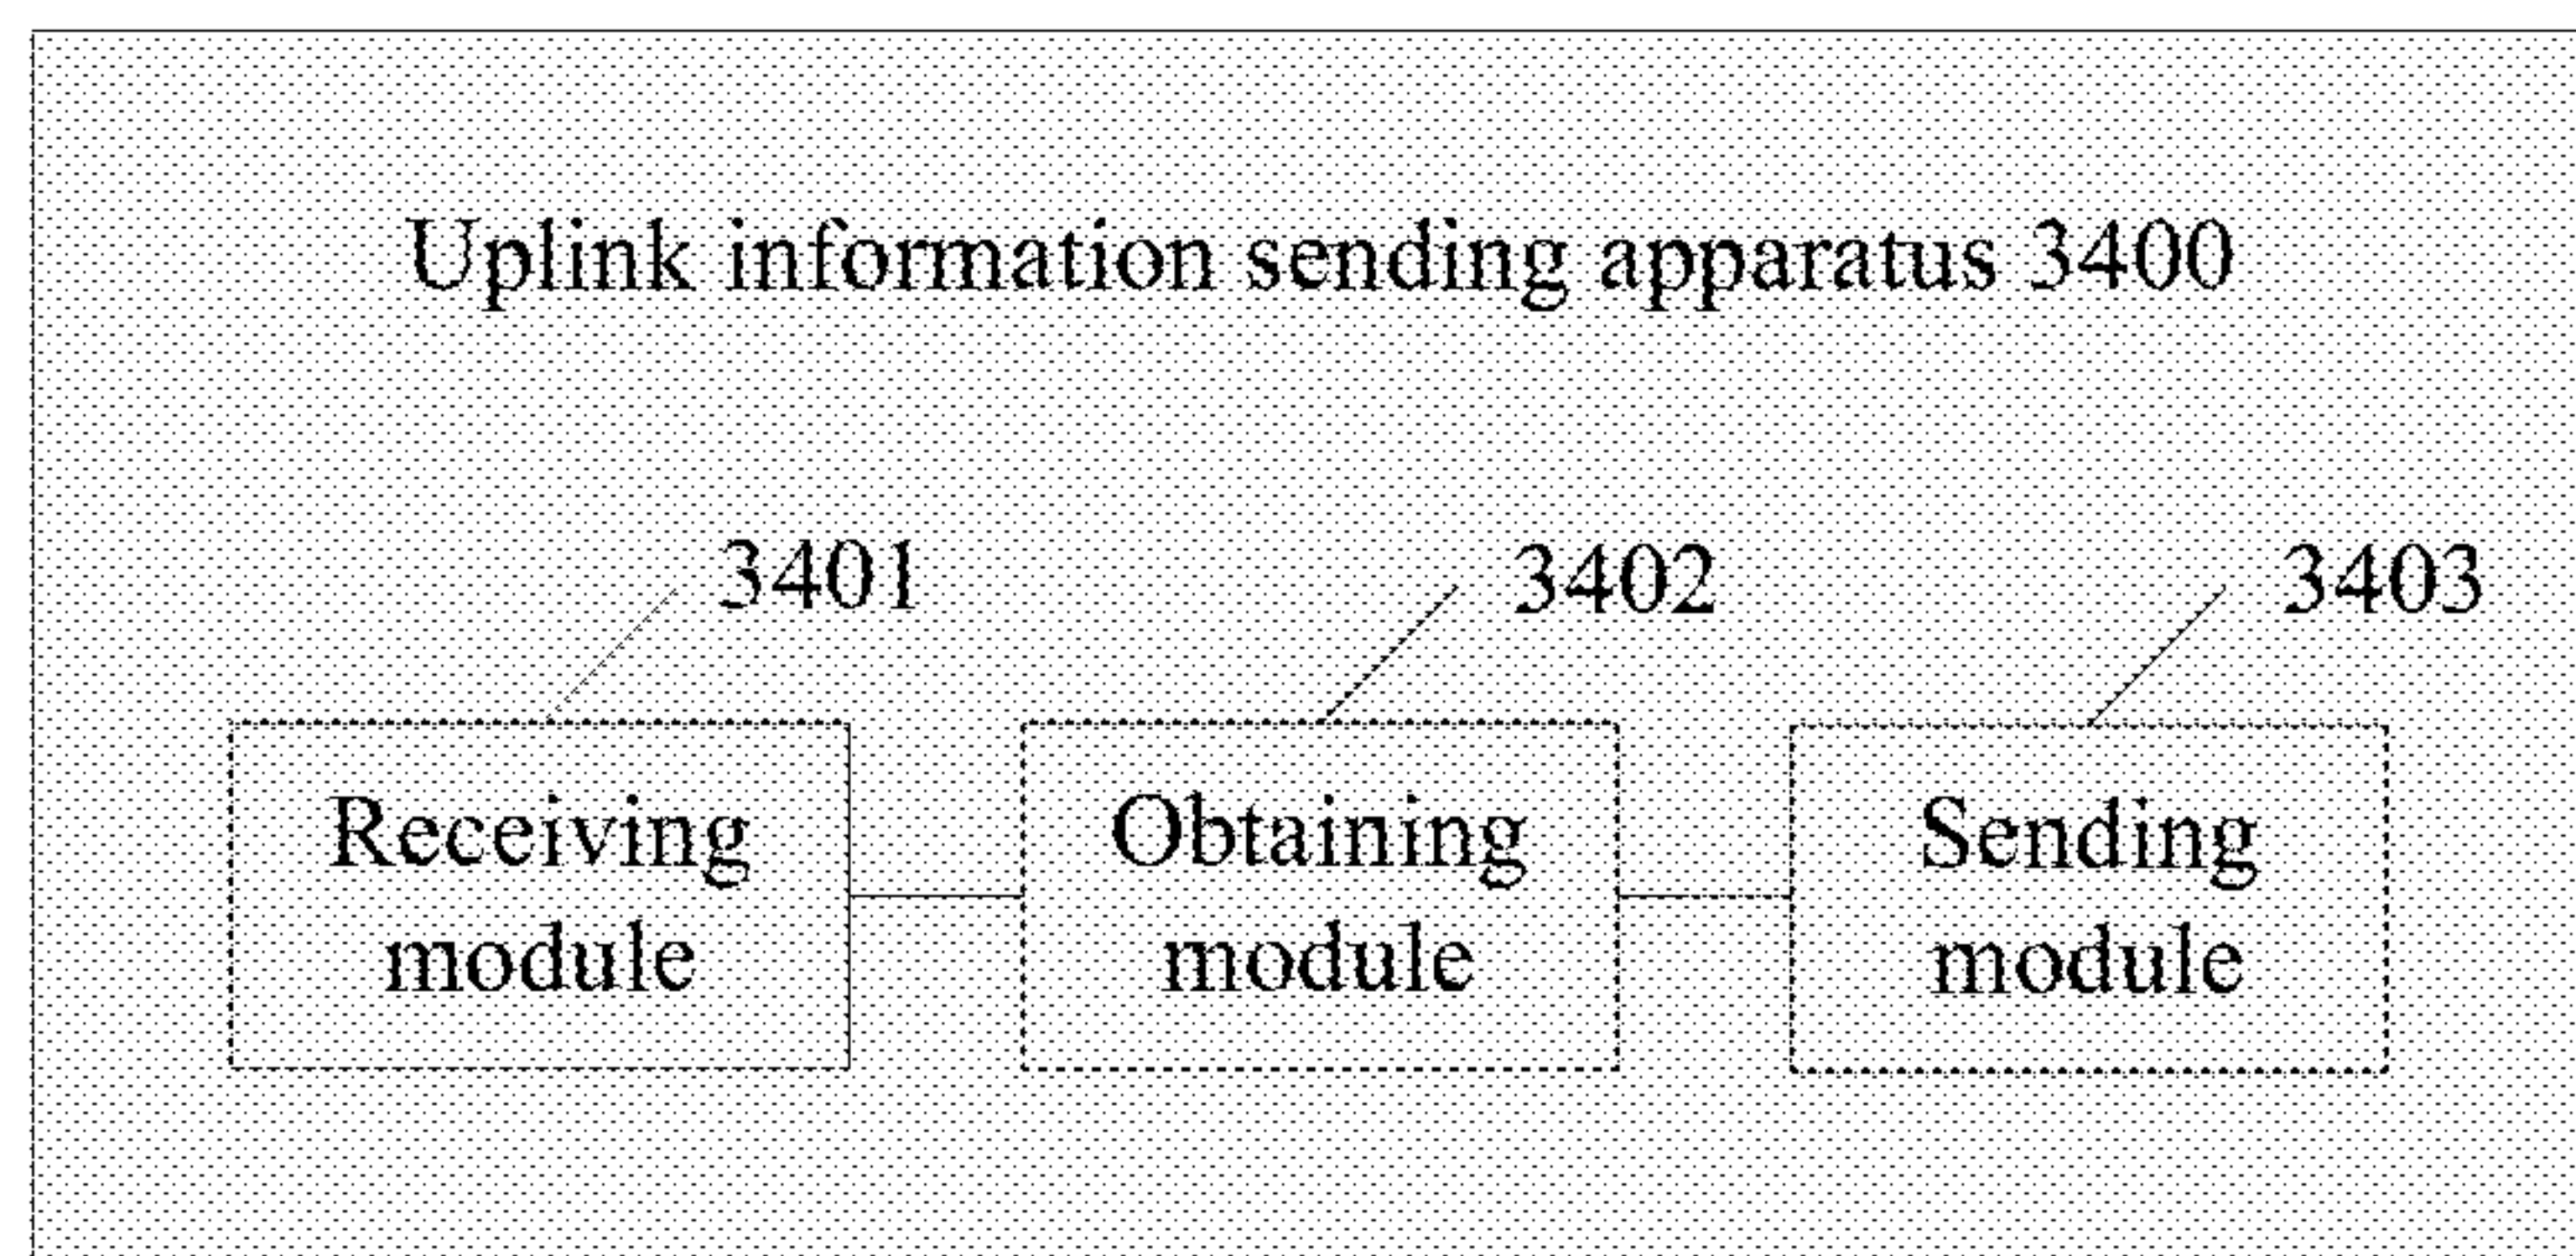 Uplink information sending apparatus 3400
3401
3402
3403
Receiving
module
Obtaining
module
Sending
module